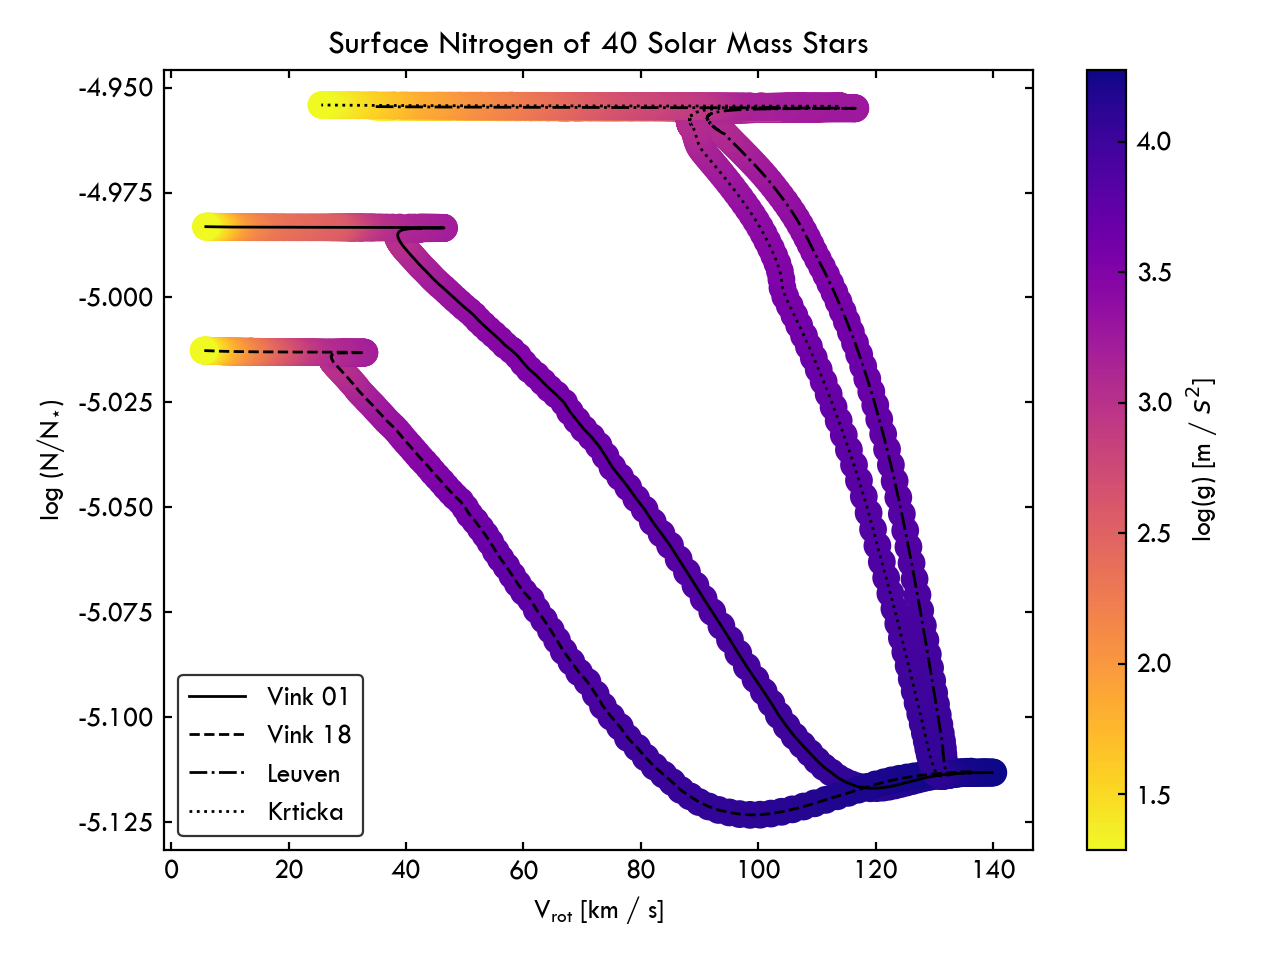 Surface Nitrogen of 40 Solar Mass Stars
-4.950
-4.975
-5.000
-5.025
-5.050
-5.075
-5.100
-5.125
log (N/N⋆)
0 20 40 60 80 100 120 140
V_rot [km / s]
Vink 01
Vink 18
Leuven
Krticka
4.0
3.5
3.0
2.5
2.0
1.5
log(g) [m / s²]